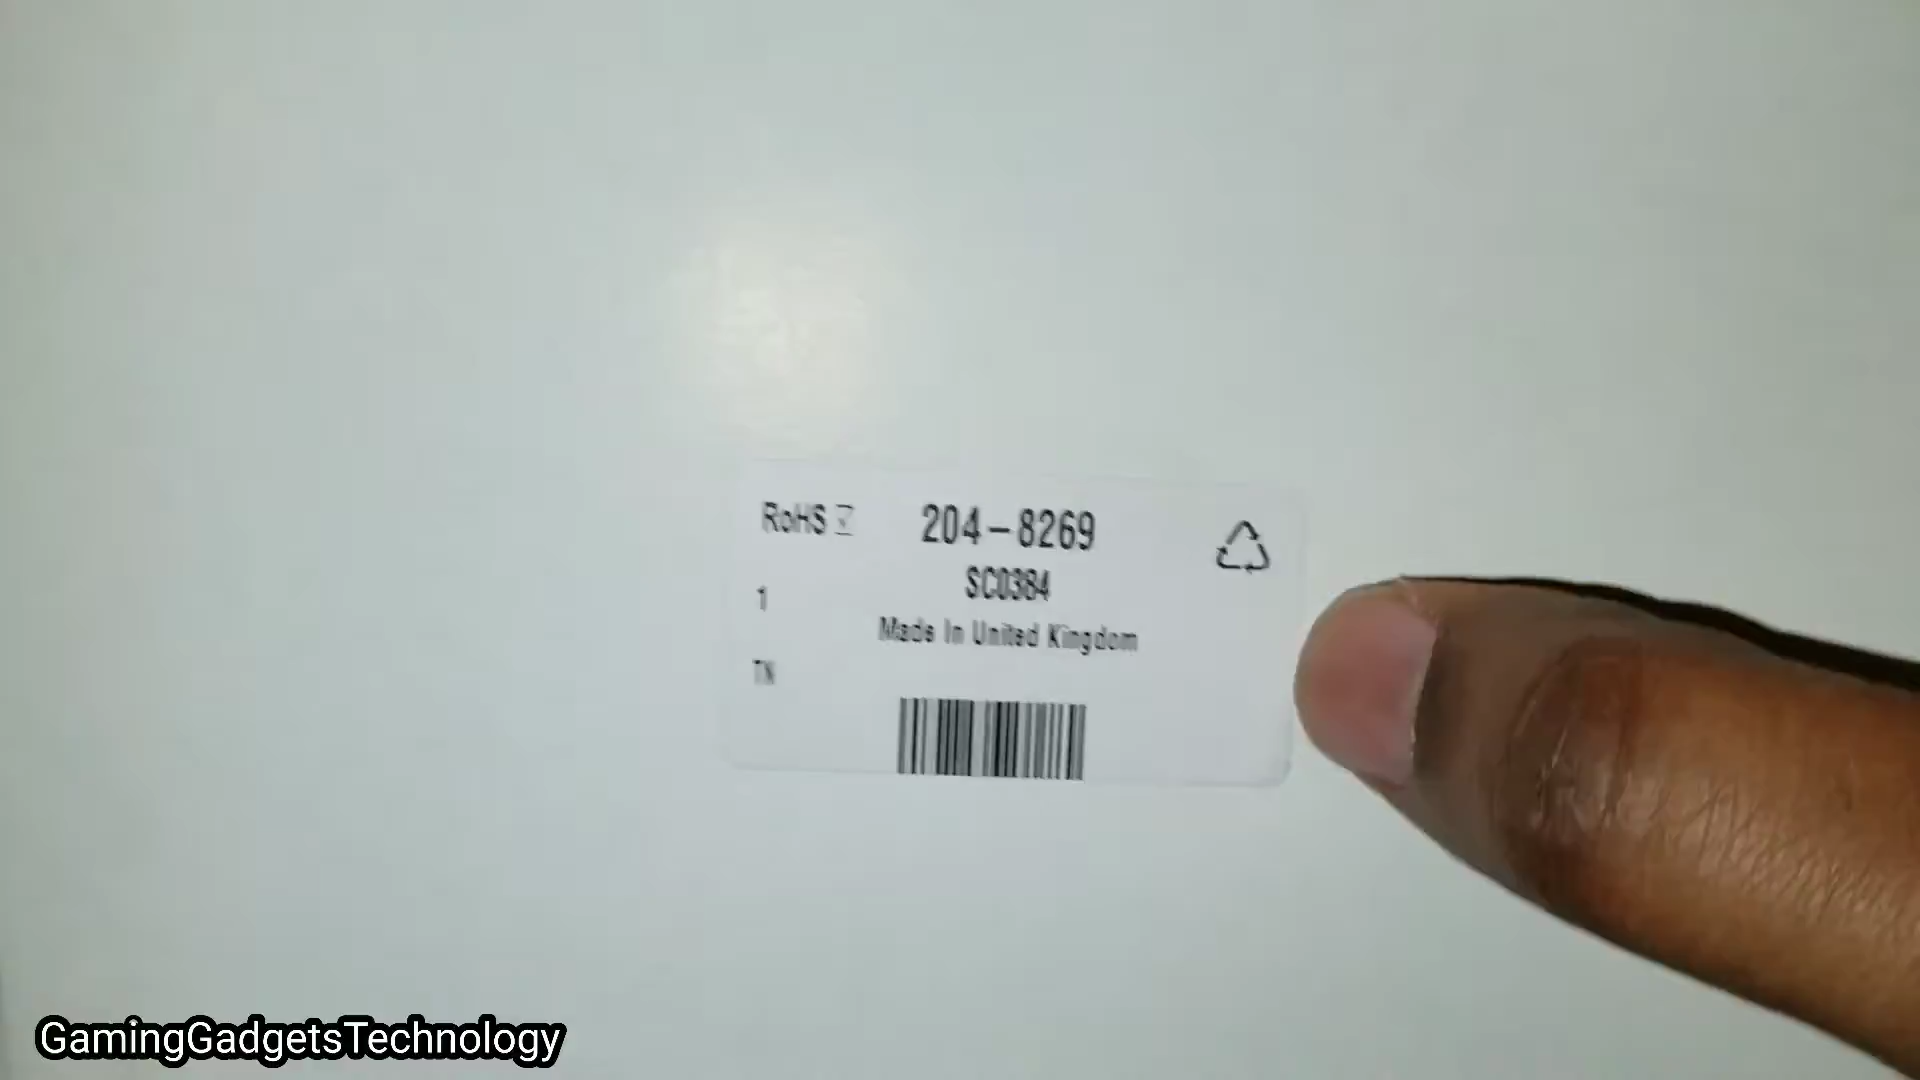 RoHS
204-8269
SC0384
1
Made In United Kingdom
TN
GamingGadgetsTechnology